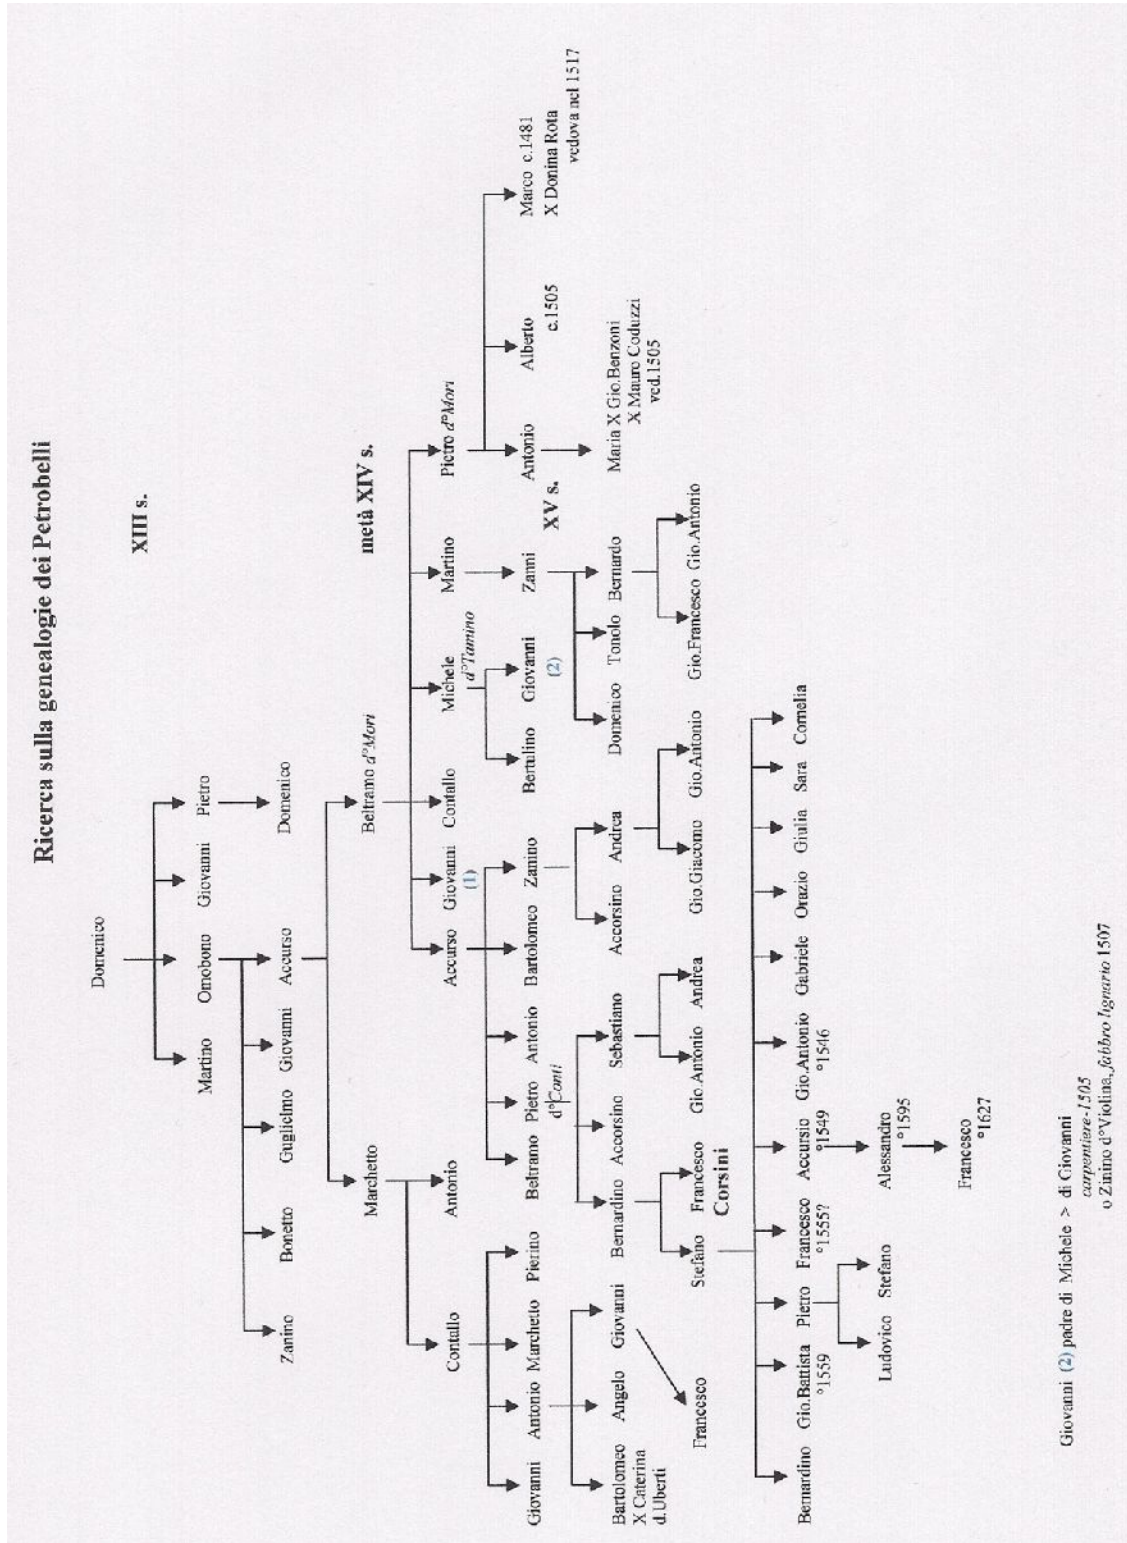 Ricerca sulla genealogie dei Petrobelli
Domenico
XIII s.
Martino Omobono Giovanni Pietro
Zanino Bonetto Guglielmo Giovanni Accurso Domenico
Marchetto Beltramo d°Mori metà XIV s.
Contallo Antonio Accurso Giovanni Contallo Michele Martino Pietro d°Mori
(1) d°Tamino
Giovanni Antonio Marchetto Pierino Beltramo Pietro Antonio Bartolomeo Zanino Bertulino Giovanni Zanni Antonio Alberto Marco c.1481
d°Conti (2) XV s. c.1505 X Donina Rota
vedova nel 1517
Bartolomeo Angelo Giovanni Bernardino Accorsino Sebastiano Accorsino Andrea Domenico Tonolo Bernardo Maria X Gio.Benzoni
X Caterina X Mauro Coduzzi
d.Uberti ved.1505
Francesco Stefano Francesco Gio.Antonio Andrea Gio.Giacomo Gio.Antonio Gio.Francesco Gio.Antonio
Corsini
Bernardino Gio.Battista Pietro Francesco Accursio Gio.Antonio Gabriele Orazio Giulia Sara Cornelia
°1559 °1555? °1549 °1546
Ludovico Stefano Alessandro
°1595
Francesco
°1627
Giovanni (2) padre di Michele > di Giovanni
carpentiere-1505
o Zinino d°Violina, fabbro lignario 1507